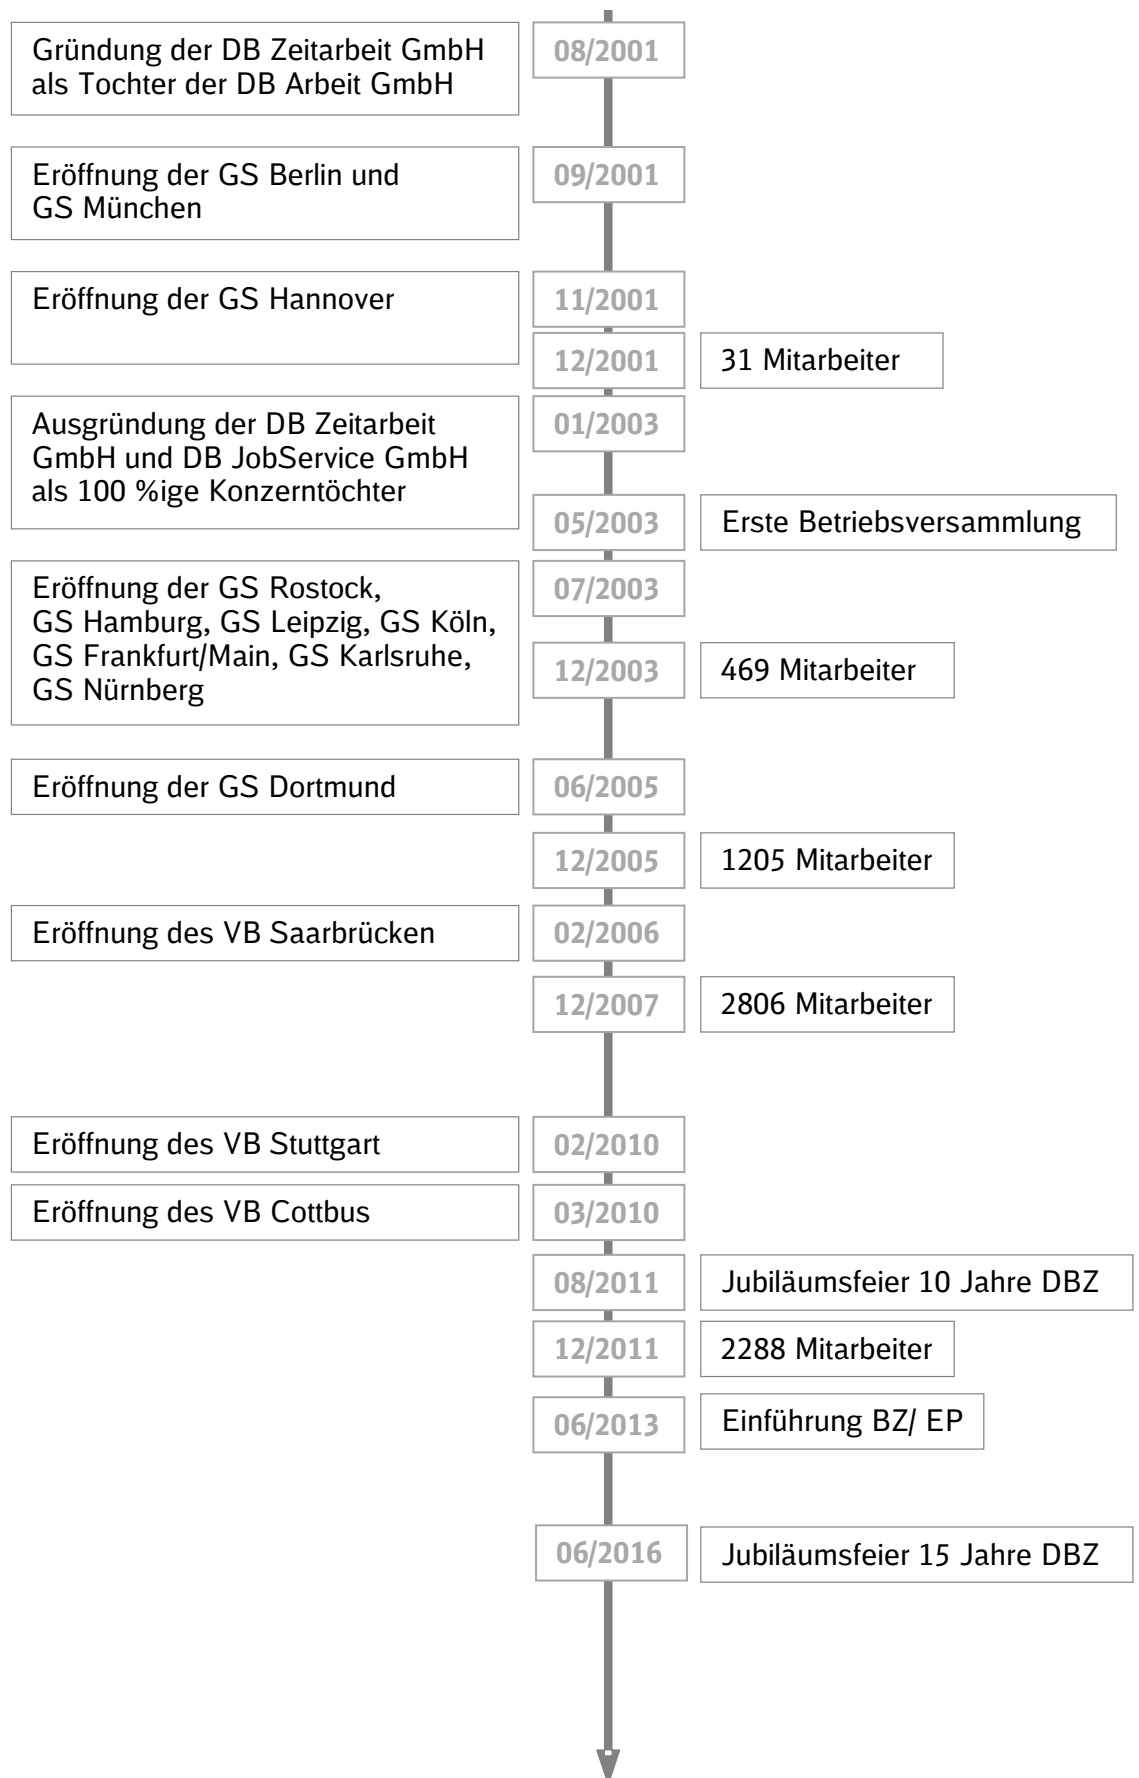 Gründung der DB Zeitarbeit GmbH
als Tochter der DB Arbeit GmbH
08/2001
Eröffnung der GS Berlin und
GS München
09/2001
Eröffnung der GS Hannover
11/2001
12/2001
31 Mitarbeiter
Ausgründung der DB Zeitarbeit
GmbH und DB JobService GmbH
als 100 %ige Konzerntöchter
01/2003
05/2003
Erste Betriebsversammlung
Eröffnung der GS Rostock,
GS Hamburg, GS Leipzig, GS Köln,
GS Frankfurt/Main, GS Karlsruhe,
GS Nürnberg
07/2003
12/2003
469 Mitarbeiter
Eröffnung der GS Dortmund
06/2005
12/2005
1205 Mitarbeiter
Eröffnung des VB Saarbrücken
02/2006
12/2007
2806 Mitarbeiter
Eröffnung des VB Stuttgart
02/2010
Eröffnung des VB Cottbus
03/2010
08/2011
Jubiläumsfeier 10 Jahre DBZ
12/2011
2288 Mitarbeiter
06/2013
Einführung BZ/ EP
06/2016
Jubiläumsfeier 15 Jahre DBZ